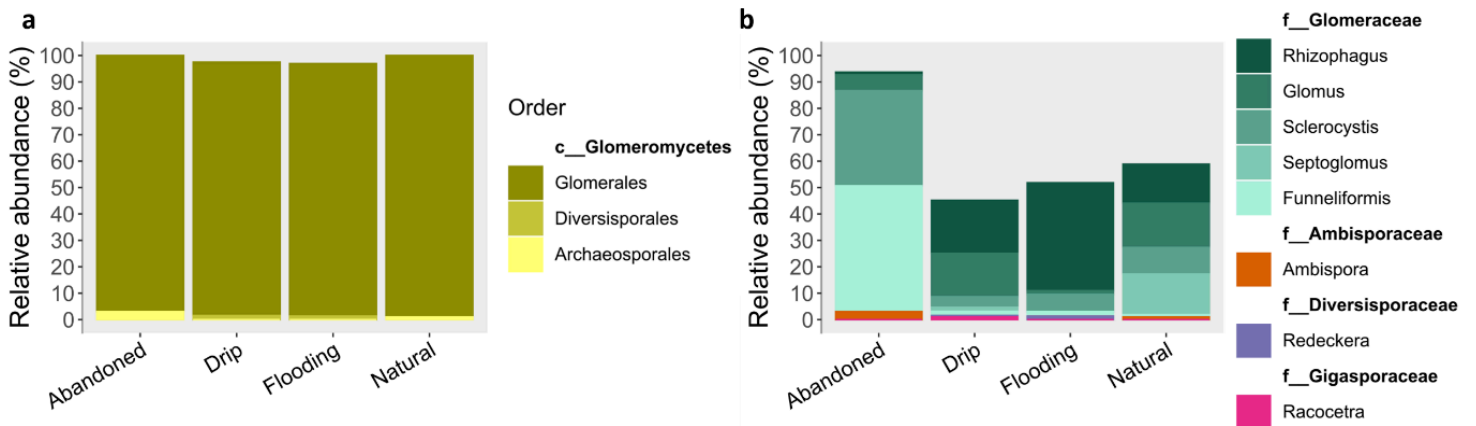 a
Relative abundance (%)
100
90
80
70
60
50
40
30
20
10
0
Abandoned
Drip
Flooding
Natural
Order
c__Glomeromycetes
Glomerales
Diversisporales
Archaeosporales
b
Relative abundance (%)
100
90
80
70
60
50
40
30
20
10
0
Abandoned
Drip
Flooding
Natural
f__Glomeraceae
Rhizophagus
Glomus
Sclerocystis
Septoglomus
Funneliformis
f__Ambisporaceae
Ambispora
f__Diversisporaceae
Redeckera
f__Gigasporaceae
Racocetra